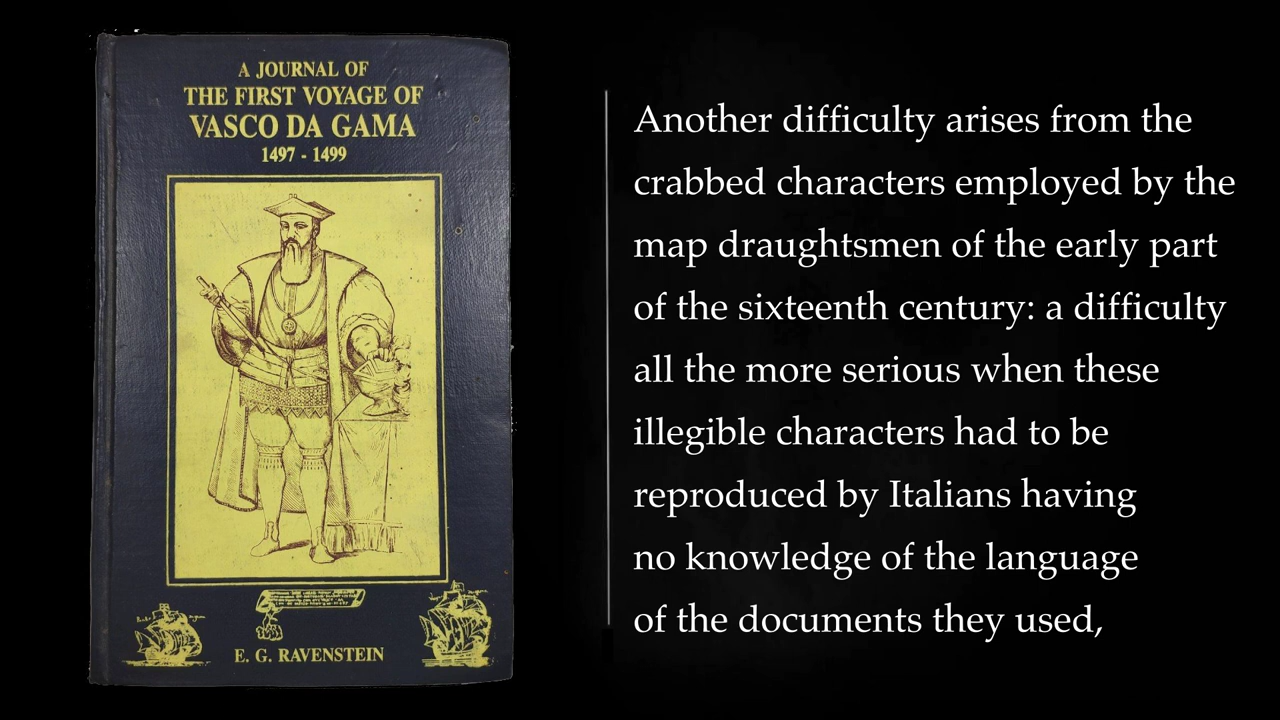 A JOURNAL OF
THE FIRST VOYAGE OF
VASCO DA GAMA
1497 - 1499
E. G. RAVENSTEIN
Another difficulty arises from the
crabbed characters employed by the
map draughtsmen of the early part
of the sixteenth century: a difficulty
all the more serious when these
illegible characters had to be
reproduced by Italians having
no knowledge of the language
of the documents they used,